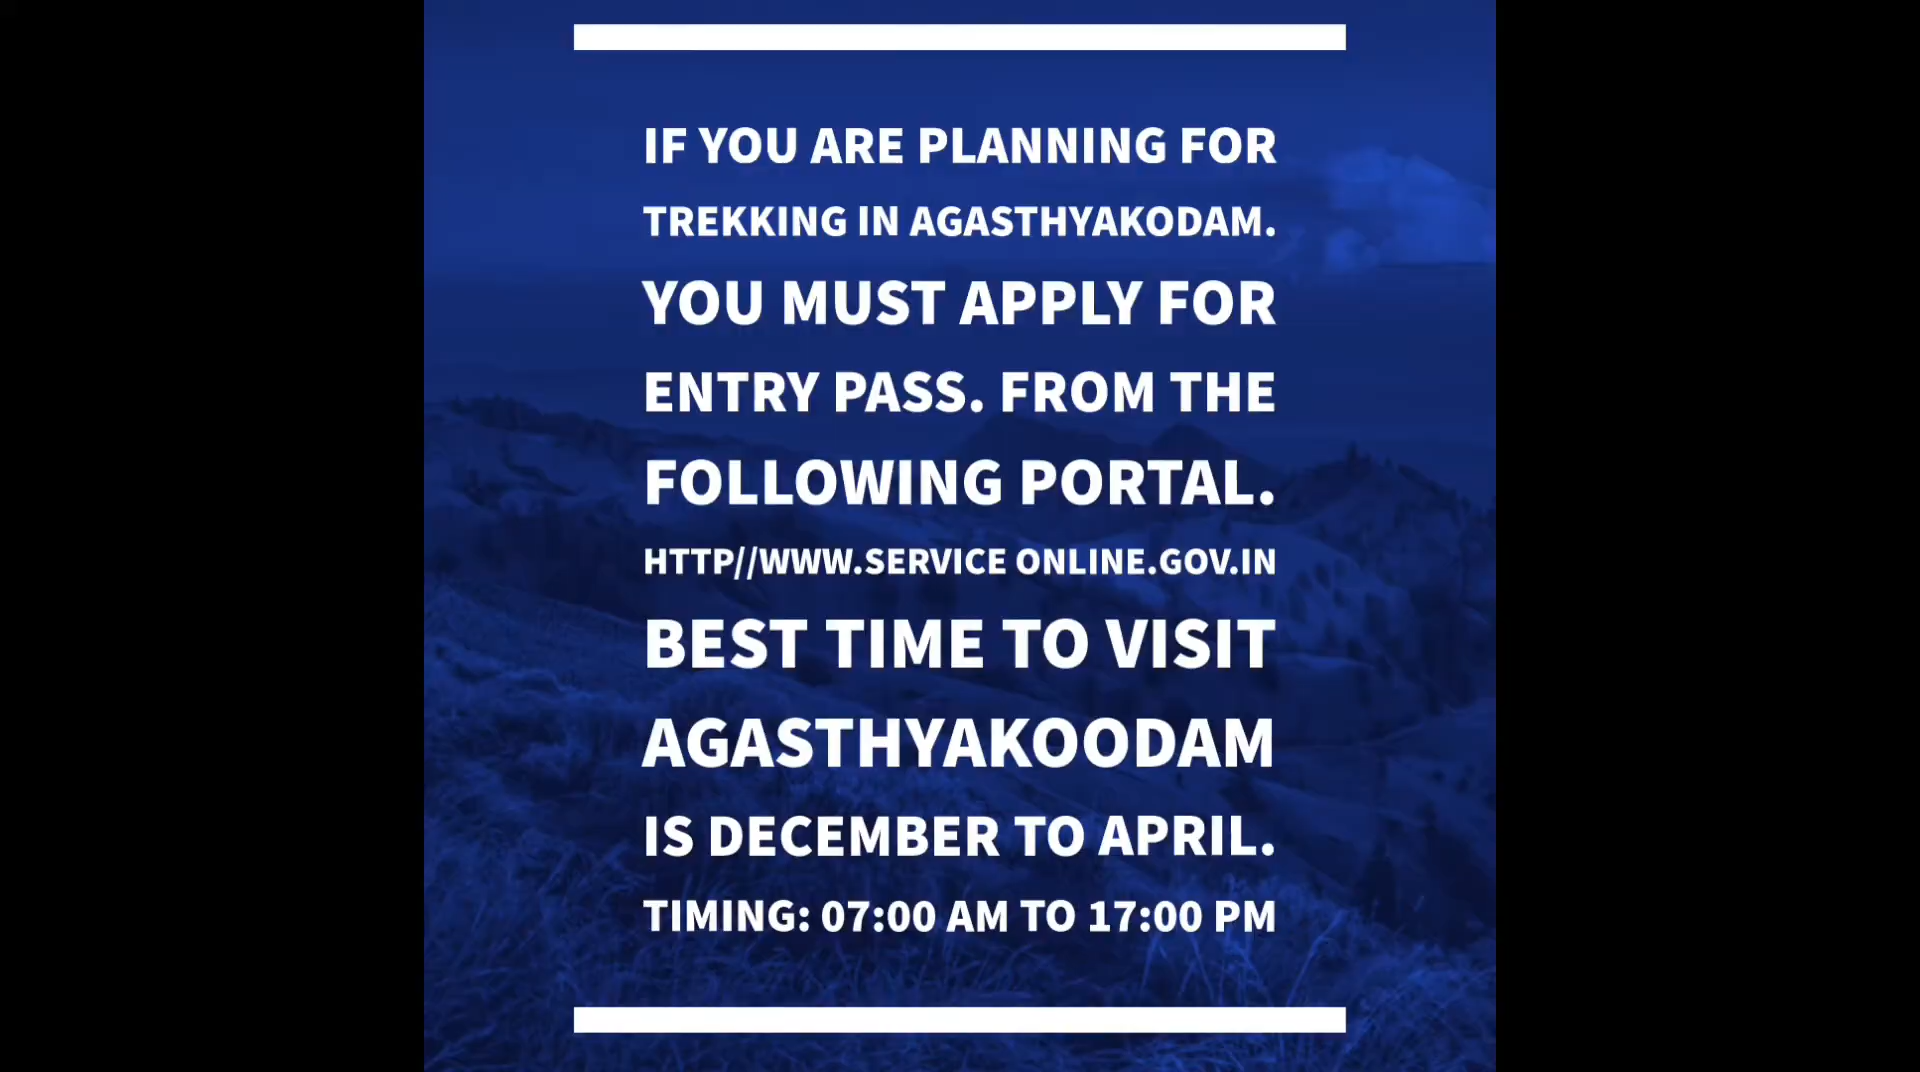 IF YOU ARE PLANNING FOR
TREKKING IN AGASTHYAKODAM.
YOU MUST APPLY FOR
ENTRY PASS. FROM THE
FOLLOWING PORTAL.
HTTP//WWW.SERVICE ONLINE.GOV.IN
BEST TIME TO VISIT
AGASTHYAKOODAM
IS DECEMBER TO APRIL.
TIMING: 07:00 AM TO 17:00 PM